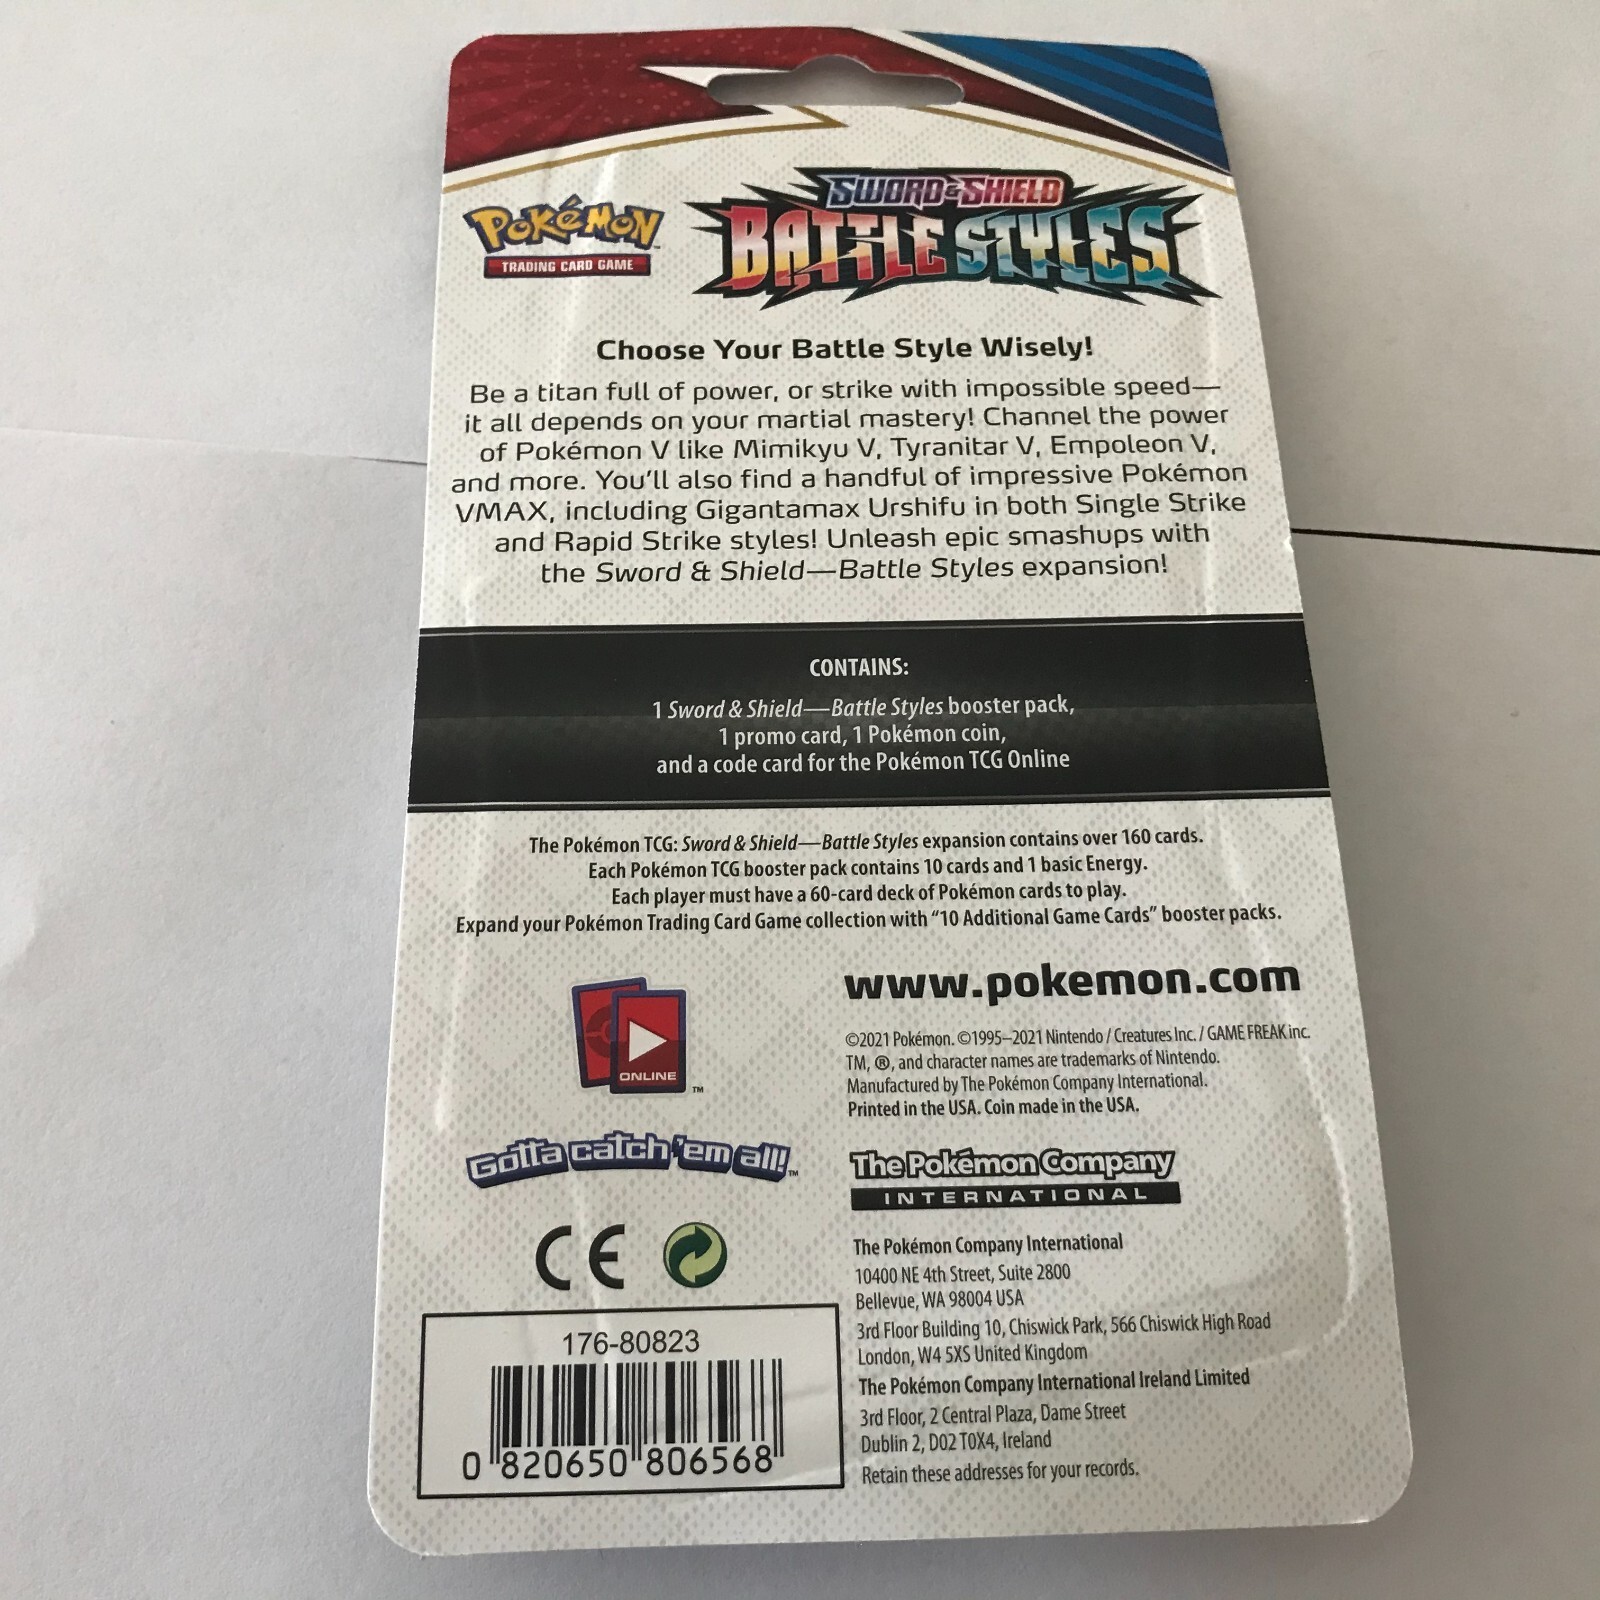 Pokémon
TRADING CARD GAME
SWORD & SHIELD
BATTLE STYLES
Choose Your Battle Style Wisely!
Be a titan full of power, or strike with impossible speed—
it all depends on your martial mastery! Channel the power
of Pokémon V like Mimikyu V, Tyranitar V, Empoleon V,
and more. You'll also find a handful of impressive Pokémon
VMAX, including Gigantamax Urshifu in both Single Strike
and Rapid Strike styles! Unleash epic smashups with
the Sword & Shield—Battle Styles expansion!
CONTAINS:
1 Sword & Shield—Battle Styles booster pack,
1 promo card, 1 Pokémon coin,
and a code card for the Pokémon TCG Online
The Pokémon TCG: Sword & Shield—Battle Styles expansion contains over 160 cards.
Each Pokémon TCG booster pack contains 10 cards and 1 basic Energy.
Each player must have a 60-card deck of Pokémon cards to play.
Expand your Pokémon Trading Card Game collection with “10 Additional Game Cards” booster packs.
ONLINE
TM
Gotta catch 'em all!™
CE
176-80823
0 820650 806568
www.pokemon.com
©2021 Pokémon. ©1995–2021 Nintendo / Creatures Inc. / GAME FREAK inc.
TM, ®, and character names are trademarks of Nintendo.
Manufactured by The Pokémon Company International.
Printed in the USA. Coin made in the USA.
The Pokémon Company
INTERNATIONAL
The Pokémon Company International
10400 NE 4th Street, Suite 2800
Bellevue, WA 98004 USA
3rd Floor Building 10, Chiswick Park, 566 Chiswick High Road
London, W4 5XS United Kingdom
The Pokémon Company International Ireland Limited
3rd Floor, 2 Central Plaza, Dame Street
Dublin 2, D02 T0X4, Ireland
Retain these addresses for your records.